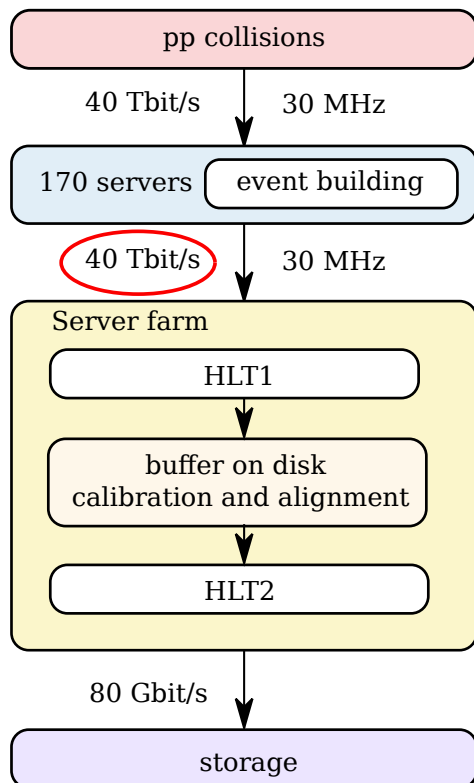 pp collisions
40 Tbit/s 30 MHz
170 servers event building
40 Tbit/s 30 MHz
Server farm
HLT1
buffer on disk
calibration and alignment
HLT2
80 Gbit/s
storage